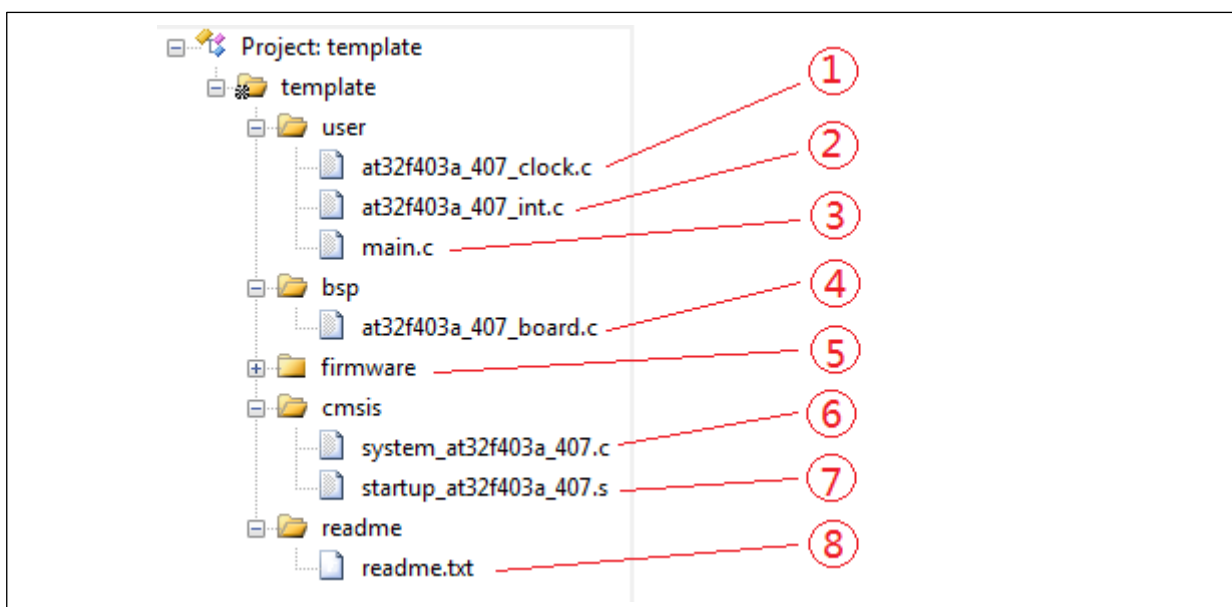 Project: template
template
user
at32f403a_407_clock.c ①
at32f403a_407_int.c ②
main.c ③
bsp
at32f403a_407_board.c ④
firmware ⑤
cmsis
system_at32f403a_407.c ⑥
startup_at32f403a_407.s ⑦
readme
readme.txt ⑧